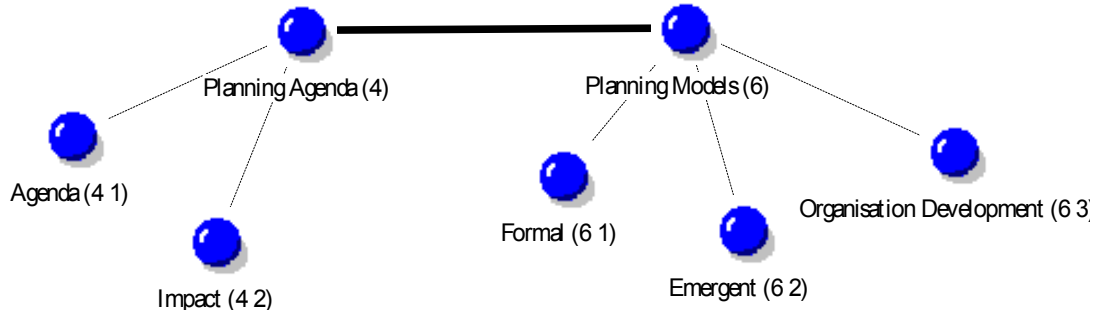 Planning Agenda (4)
Planning Models (6)
Agenda (4 1)
Formal (6 1)
Organisation Development (6 3)
Impact (4 2)
Emergent (6 2)